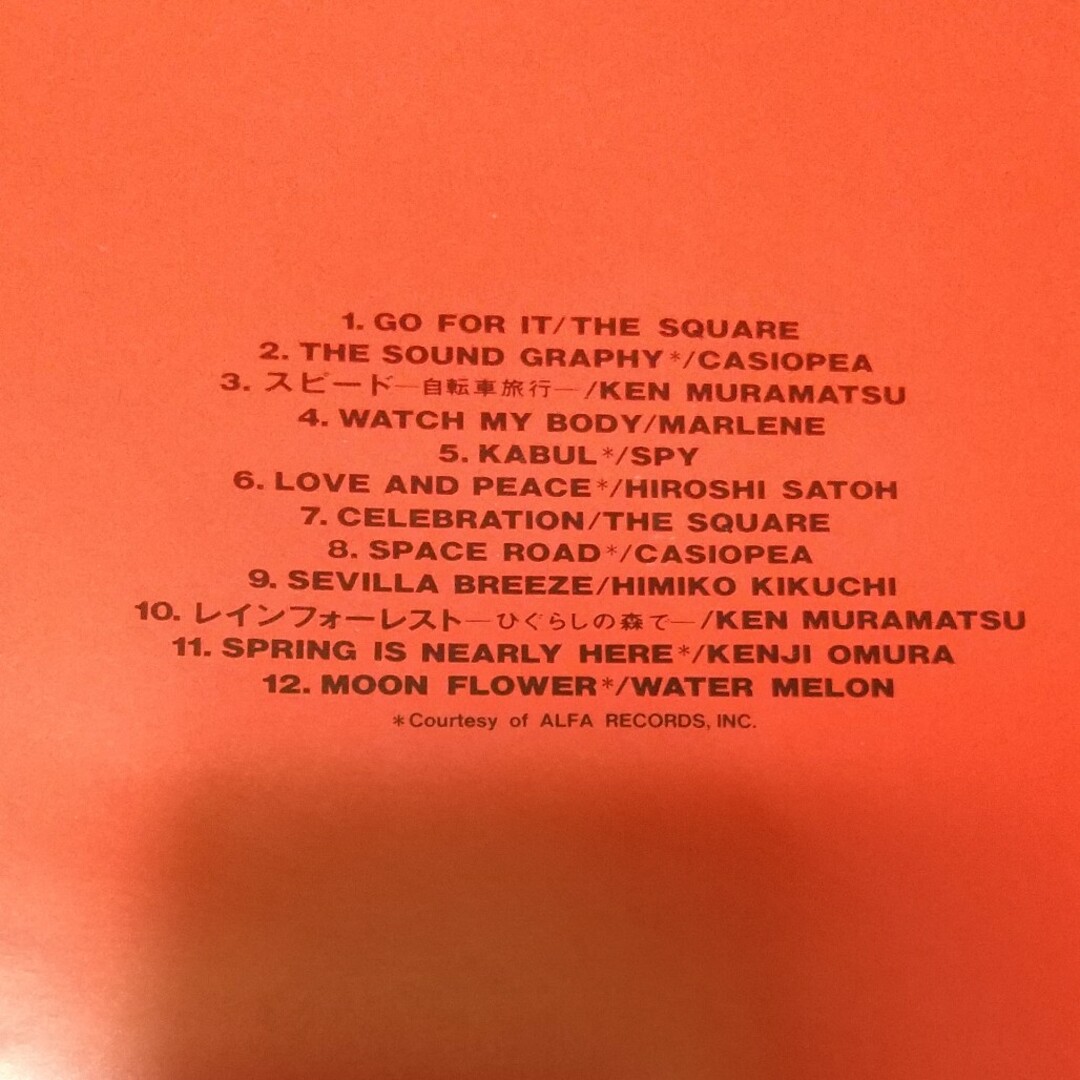 1. GO FOR IT/THE SQUARE
2. THE SOUND GRAPHY*/CASIOPEA
3. スピード—自転車旅行—/KEN MURAMATSU
4. WATCH MY BODY/MARLENE
5. KABUL*/SPY
6. LOVE AND PEACE*/HIROSHI SATOH
7. CELEBRATION/THE SQUARE
8. SPACE ROAD*/CASIOPEA
9. SEVILLA BREEZE/HIMIKO KIKUCHI
10. レインフォーレスト—ひぐらしの森で—/KEN MURAMATSU
11. SPRING IS NEARLY HERE*/KENJI OMURA
12. MOON FLOWER*/WATER MELON
*Courtesy of ALFA RECORDS, INC.